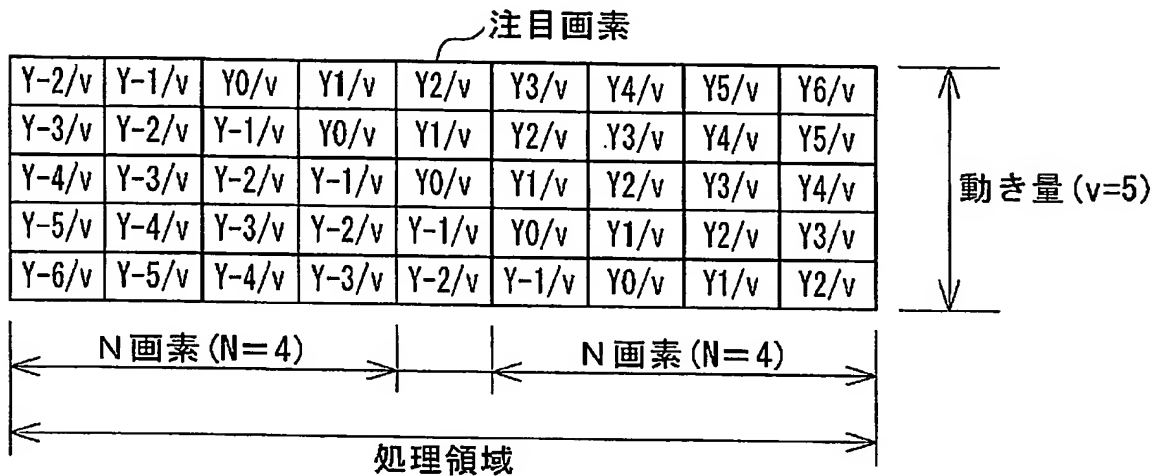 注目画素
Y-2/v Y-1/v Y0/v Y1/v Y2/v Y3/v Y4/v Y5/v Y6/v
Y-3/v Y-2/v Y-1/v Y0/v Y1/v Y2/v Y3/v Y4/v Y5/v
Y-4/v Y-3/v Y-2/v Y-1/v Y0/v Y1/v Y2/v Y3/v Y4/v
Y-5/v Y-4/v Y-3/v Y-2/v Y-1/v Y0/v Y1/v Y2/v Y3/v
Y-6/v Y-5/v Y-4/v Y-3/v Y-2/v Y-1/v Y0/v Y1/v Y2/v
動き量(v=5)
N画素(N=4) N画素(N=4)
処理領域